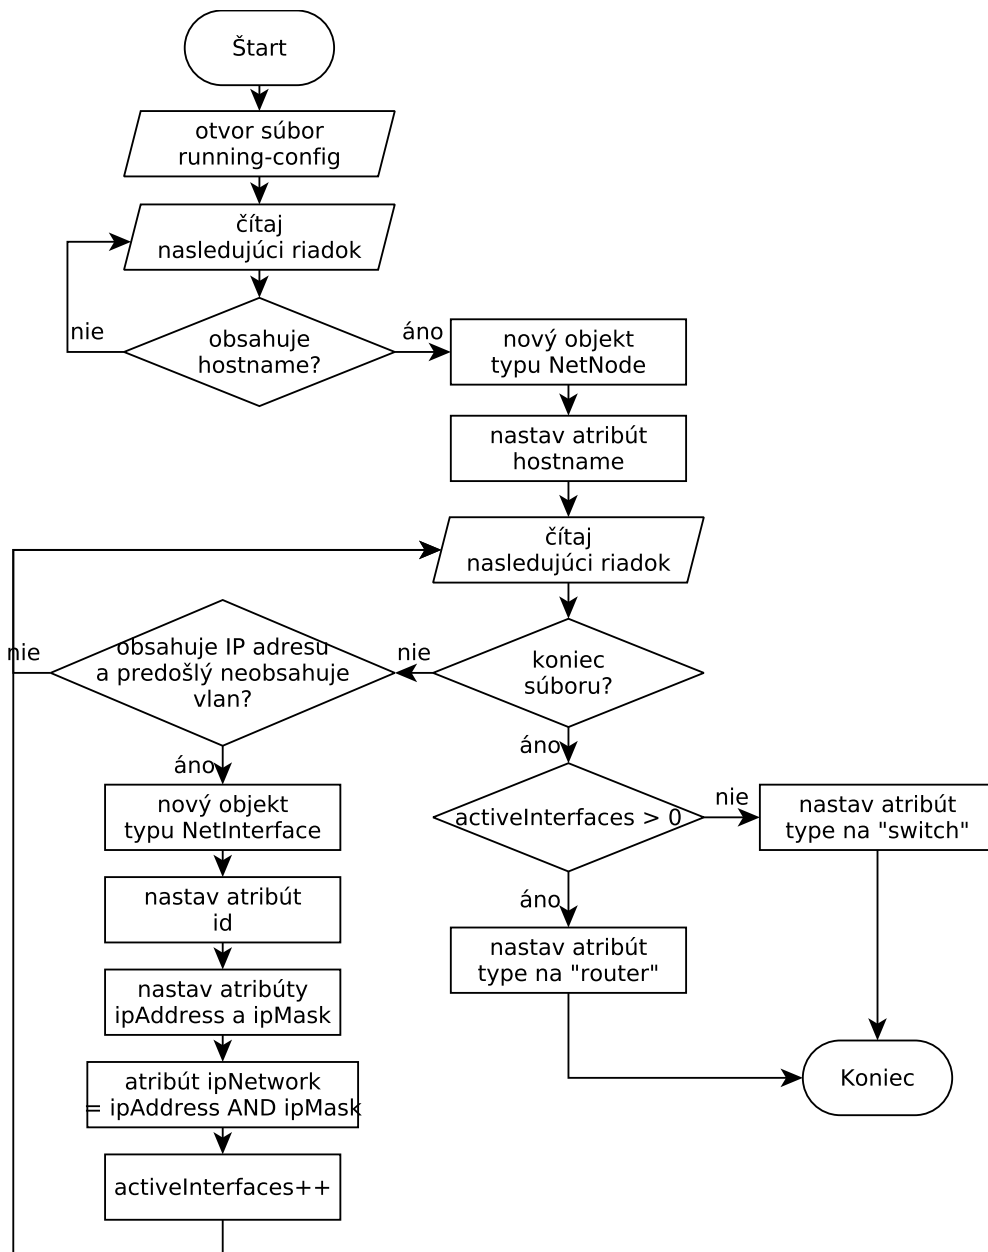 Štart
otvor súbor
running-config
čítaj
nasledujúci riadok
obsahuje
hostname?
nie
áno
nový objekt
typu NetNode
nastav atribút
hostname
čítaj
nasledujúci riadok
koniec
súboru?
nie
obsahuje IP adresu
a predošlý neobsahuje
vlan?
nie
áno
nový objekt
typu NetInterface
nastav atribút
id
nastav atribúty
ipAddress a ipMask
atribút ipNetwork
= ipAddress AND ipMask
activeInterfaces++
áno
activeInterfaces > 0
nie
nastav atribút
type na "switch"
áno
nastav atribút
type na "router"
Koniec